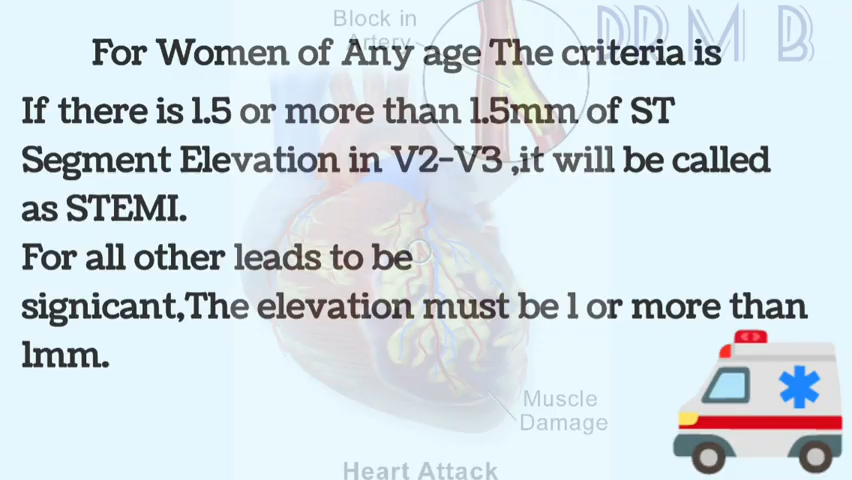 Block in
Artery
DR M B
For Women of Any age The criteria is
If there is 1.5 or more than 1.5mm of ST
Segment Elevation in V2-V3 ,it will be called
as STEMI.
For all other leads to be
signicant,The elevation must be 1 or more than
1mm.
Muscle
Damage
Heart Attack